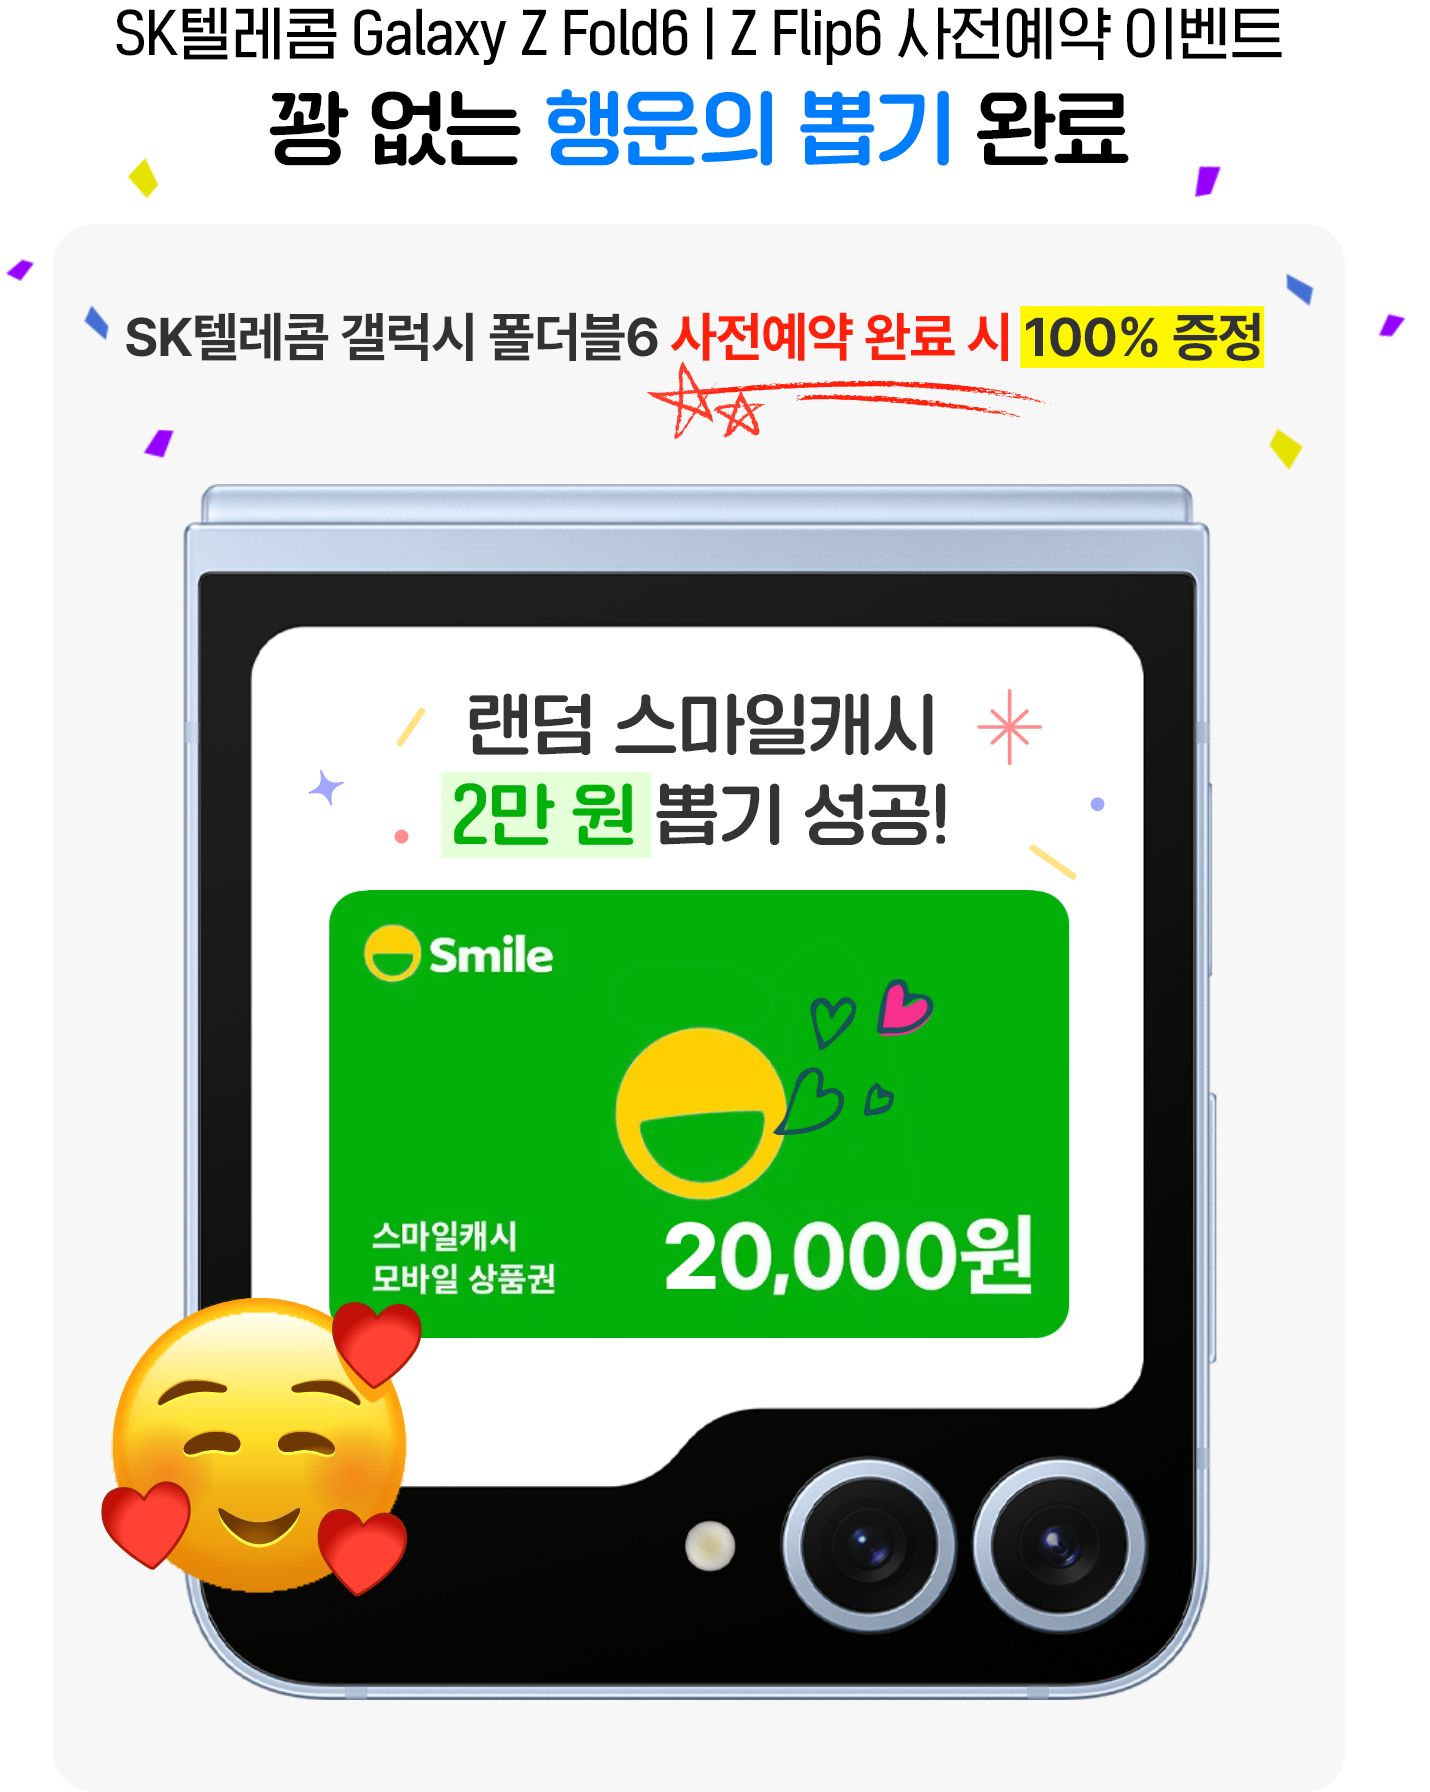 SK텔레콤 Galaxy Z Fold6 | Z Flip6 사전예약 이벤트
꽝 없는 행운의 뽑기 완료
SK텔레콤 갤럭시 폴더블6 사전예약 완료 시 100% 증정
랜덤 스마일캐시
2만 원 뽑기 성공!
Smile
스마일캐시
모바일 상품권
20,000원